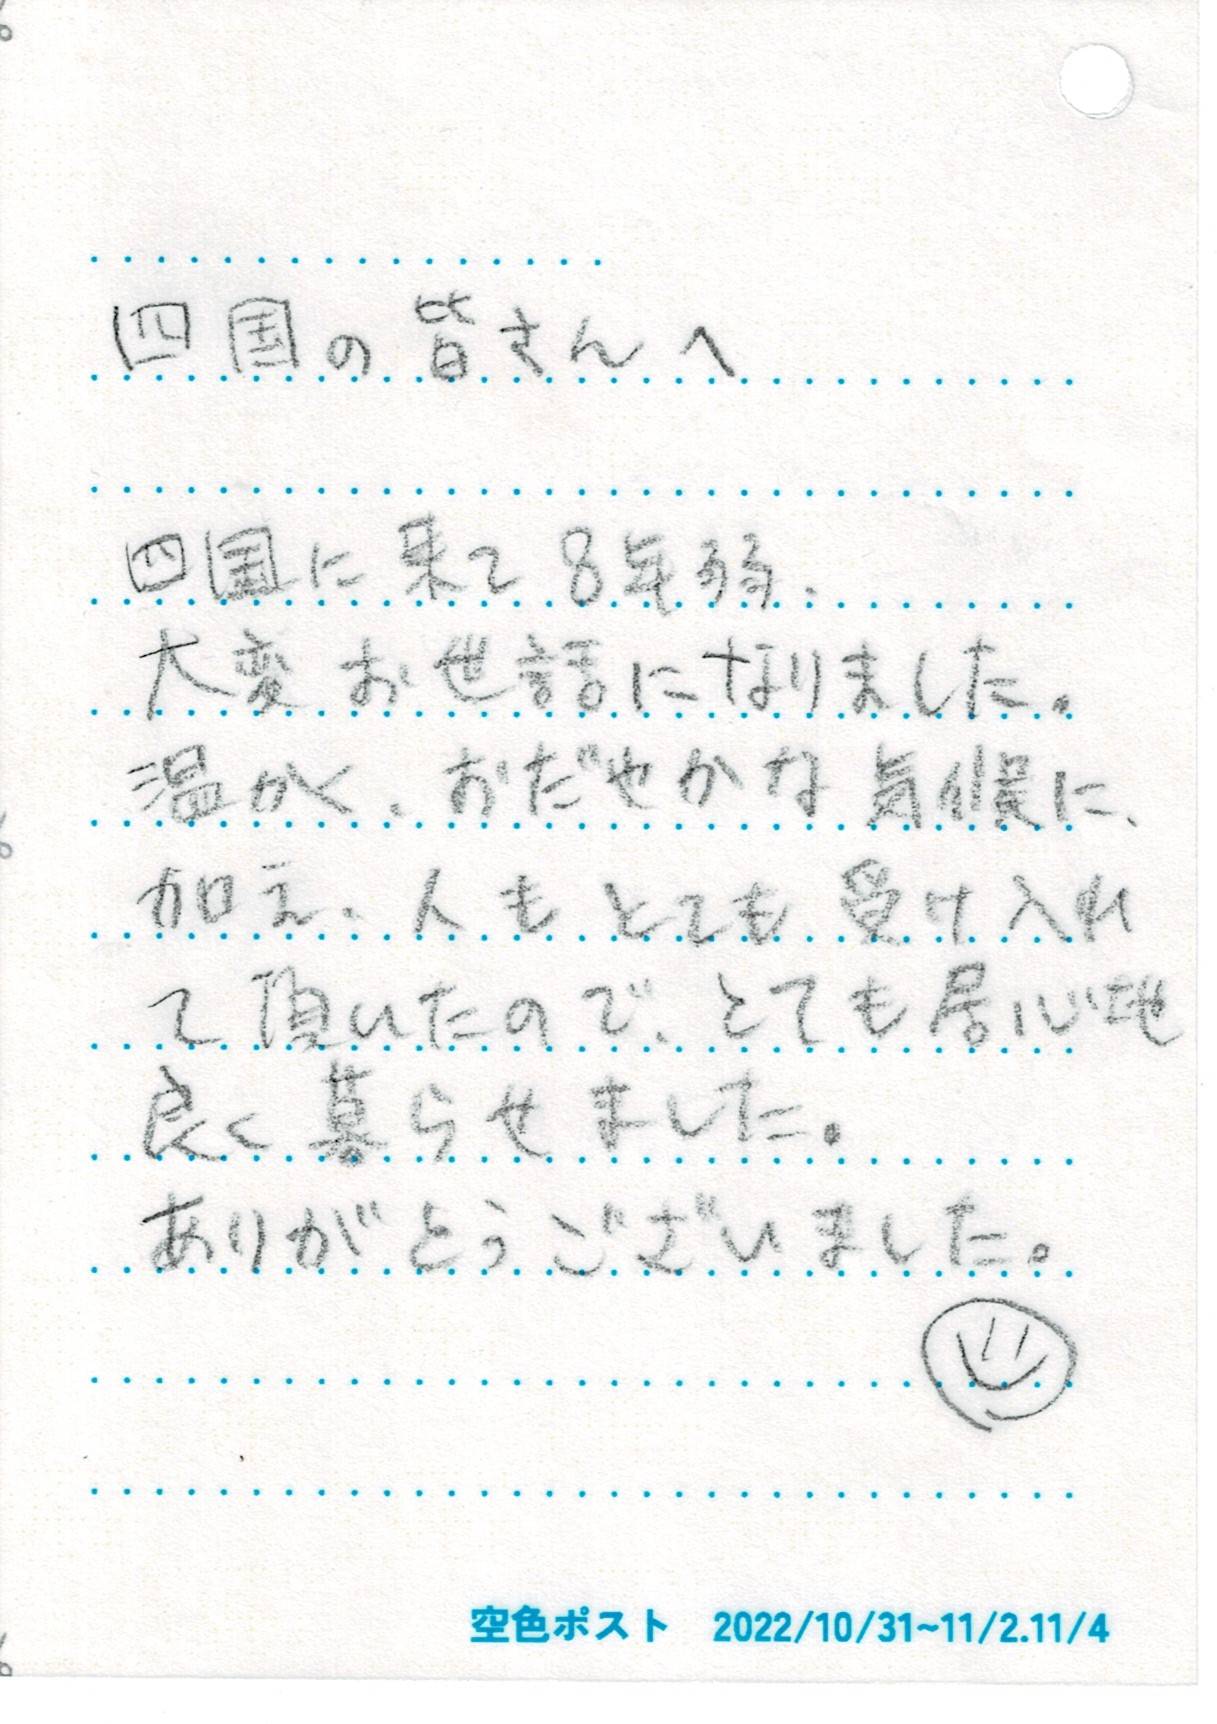 四国の皆さんへ
四国に来て8年弱、
大変お世話になりました。
温かく、おだやかな気候に、
加え、人もとても受け入れ
て頂いたので、とても居心地
良く暮らせました。
ありがとうございました。
空色ポスト 2022/10/31~11/2.11/4